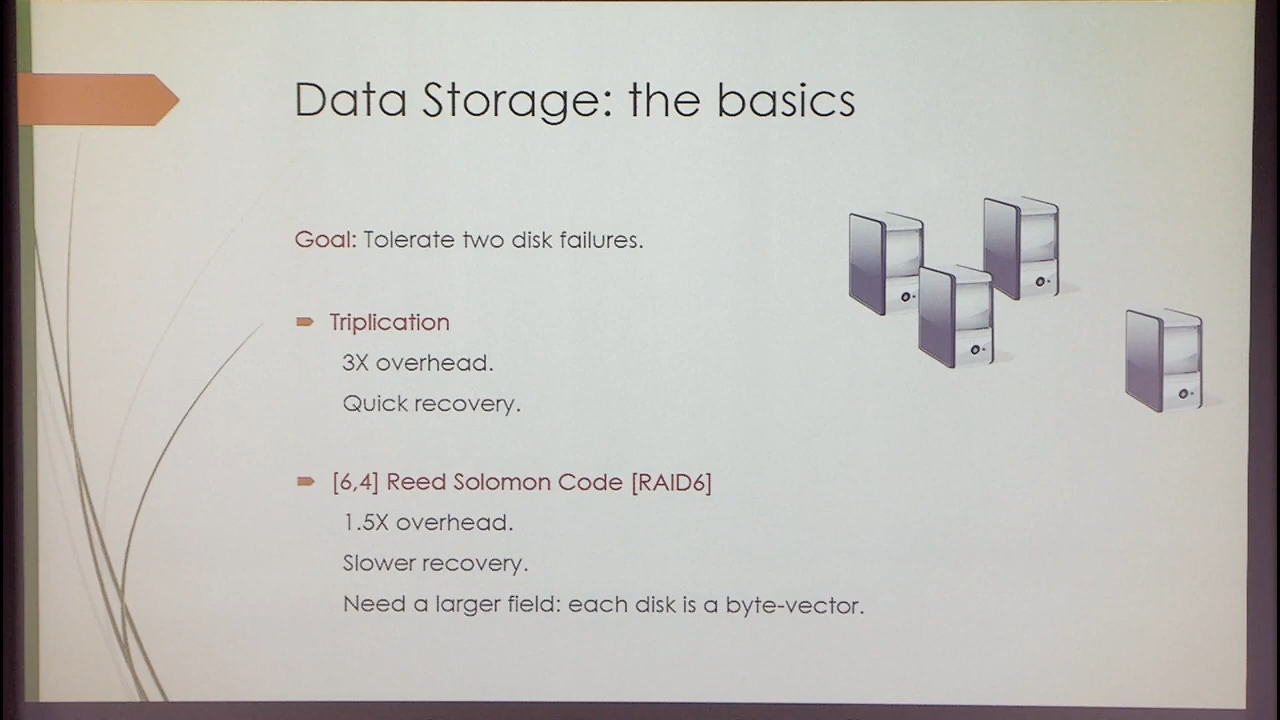 Data Storage: the basics
Goal: Tolerate two disk failures.
Triplication
3X overhead.
Quick recovery.
[6,4] Reed Solomon Code [RAID6]
1.5X overhead.
Slower recovery.
Need a larger field: each disk is a byte-vector.